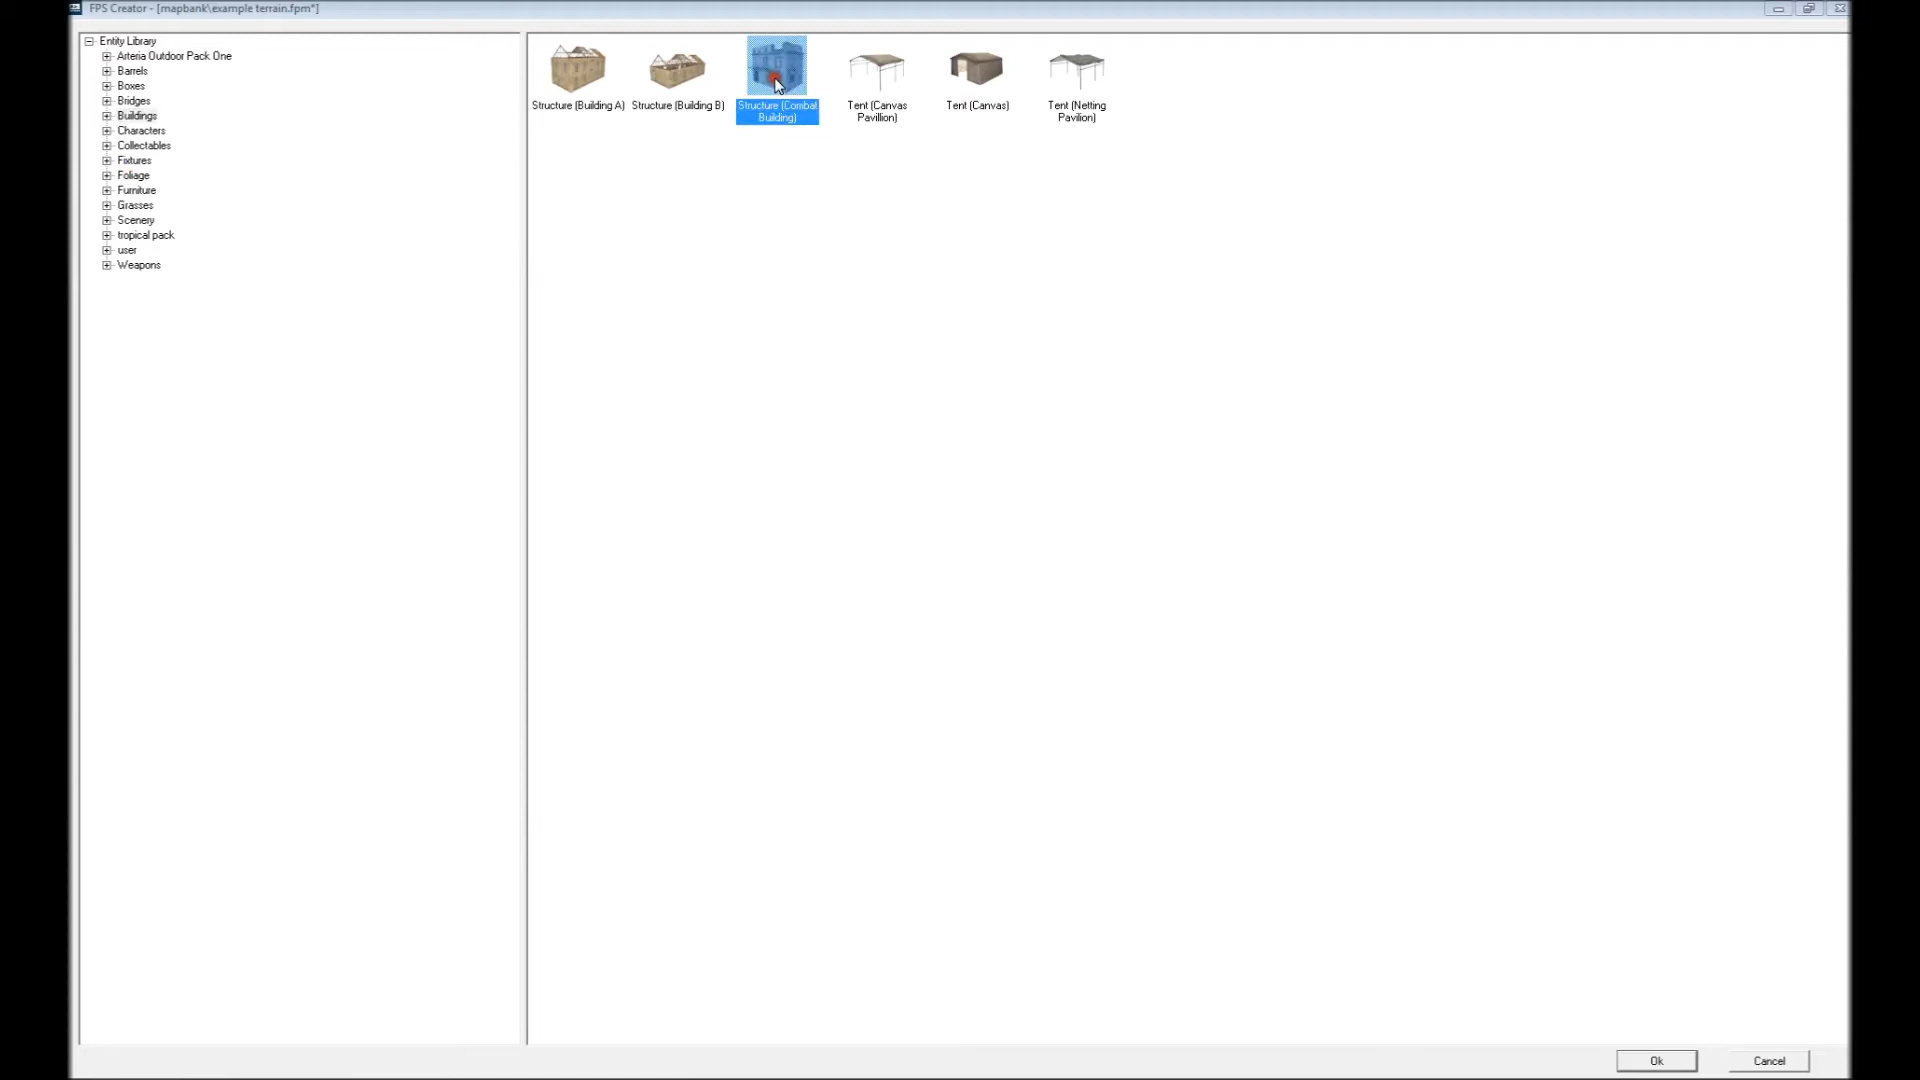 FPS Creator - [mapbank\example terrain.fpm*]
Entity Library
Arteria Outdoor Pack One
Barrels
Boxes
Bridges
Buildings
Characters
Collectables
Fixtures
Foliage
Furniture
Grasses
Scenery
tropical pack
user
Weapons
Structure (Building A)
Structure (Building B)
Structure (Combat
Building)
Tent (Canvas
Pavillion)
Tent (Canvas)
Tent (Netting
Pavilion)
Ok
Cancel